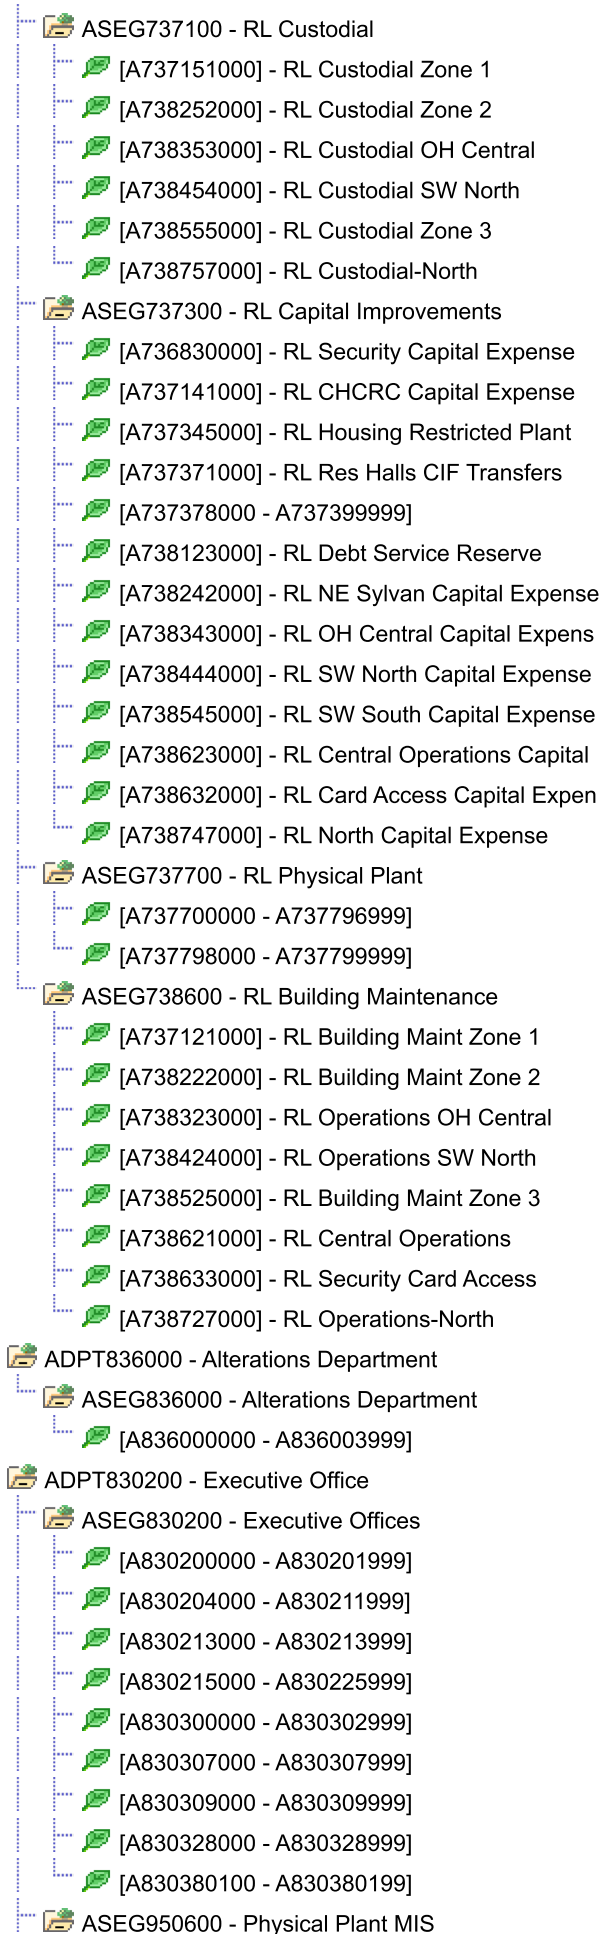 ASEG737100 - RL Custodial
[A737151000] - RL Custodial Zone 1
[A738252000] - RL Custodial Zone 2
[A738353000] - RL Custodial OH Central
[A738454000] - RL Custodial SW North
[A738555000] - RL Custodial Zone 3
[A738757000] - RL Custodial-North
ASEG737300 - RL Capital Improvements
[A736830000] - RL Security Capital Expense
[A737141000] - RL CHCRC Capital Expense
[A737345000] - RL Housing Restricted Plant
[A737371000] - RL Res Halls CIF Transfers
[A737378000 - A737399999]
[A738123000] - RL Debt Service Reserve
[A738242000] - RL NE Sylvan Capital Expense
[A738343000] - RL OH Central Capital Expens
[A738444000] - RL SW North Capital Expense
[A738545000] - RL SW South Capital Expense
[A738623000] - RL Central Operations Capital
[A738632000] - RL Card Access Capital Expen
[A738747000] - RL North Capital Expense
ASEG737700 - RL Physical Plant
[A737700000 - A737796999]
[A737798000 - A737799999]
ASEG738600 - RL Building Maintenance
[A737121000] - RL Building Maint Zone 1
[A738222000] - RL Building Maint Zone 2
[A738323000] - RL Operations OH Central
[A738424000] - RL Operations SW North
[A738525000] - RL Building Maint Zone 3
[A738621000] - RL Central Operations
[A738633000] - RL Security Card Access
[A738727000] - RL Operations-North
ADPT836000 - Alterations Department
ASEG836000 - Alterations Department
[A836000000 - A836003999]
ADPT830200 - Executive Office
ASEG830200 - Executive Offices
[A830200000 - A830201999]
[A830204000 - A830211999]
[A830213000 - A830213999]
[A830215000 - A830225999]
[A830300000 - A830302999]
[A830307000 - A830307999]
[A830309000 - A830309999]
[A830328000 - A830328999]
[A830380100 - A830380199]
ASEG950600 - Physical Plant MIS